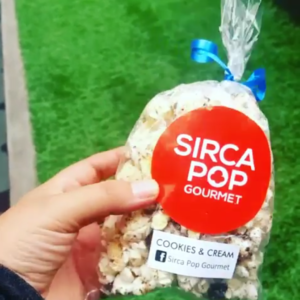 SIRCA
POP
GOURMET
COOKIES & CREAM
Sirca Pop Gourmet